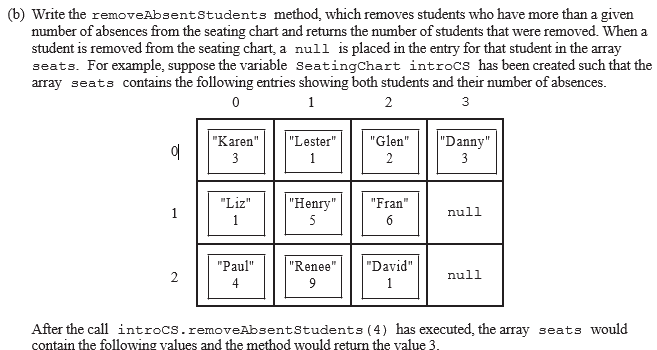 (b) Write the removeAbsentStudents method, which removes students who have more than a given
number of absences from the seating chart and returns the number of students that were removed. When a
student is removed from the seating chart, a null is placed in the entry for that student in the array
seats. For example, suppose the variable SeatingChart introCS has been created such that the
array seats contains the following entries showing both students and their number of absences.
0 1 2 3
0 "Karen" "Lester" "Glen" "Danny"
3 1 2 3
1 "Liz" "Henry" "Fran" null
1 5 6
2 "Paul" "Renee" "David" null
4 9 1
After the call introCS.removeAbsentStudents(4) has executed, the array seats would
contain the following values and the method would return the value 3.